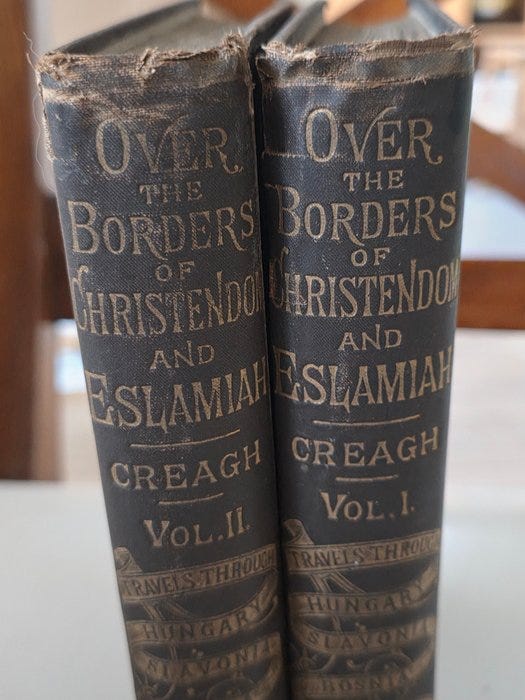 OVER
THE
BORDERS
OF
CHRISTENDOM
AND
ESLAMIAH
CREAGH
VOL. II.
TRAVELS THROUGH
HUNGARY
SLAVONIA
OVER
THE
BORDERS
OF
CHRISTENDOM
AND
ESLAMIAH
CREAGH
VOL. I.
TRAVELS THROUGH
HUNGARY
SLAVONIA
BOSNIA